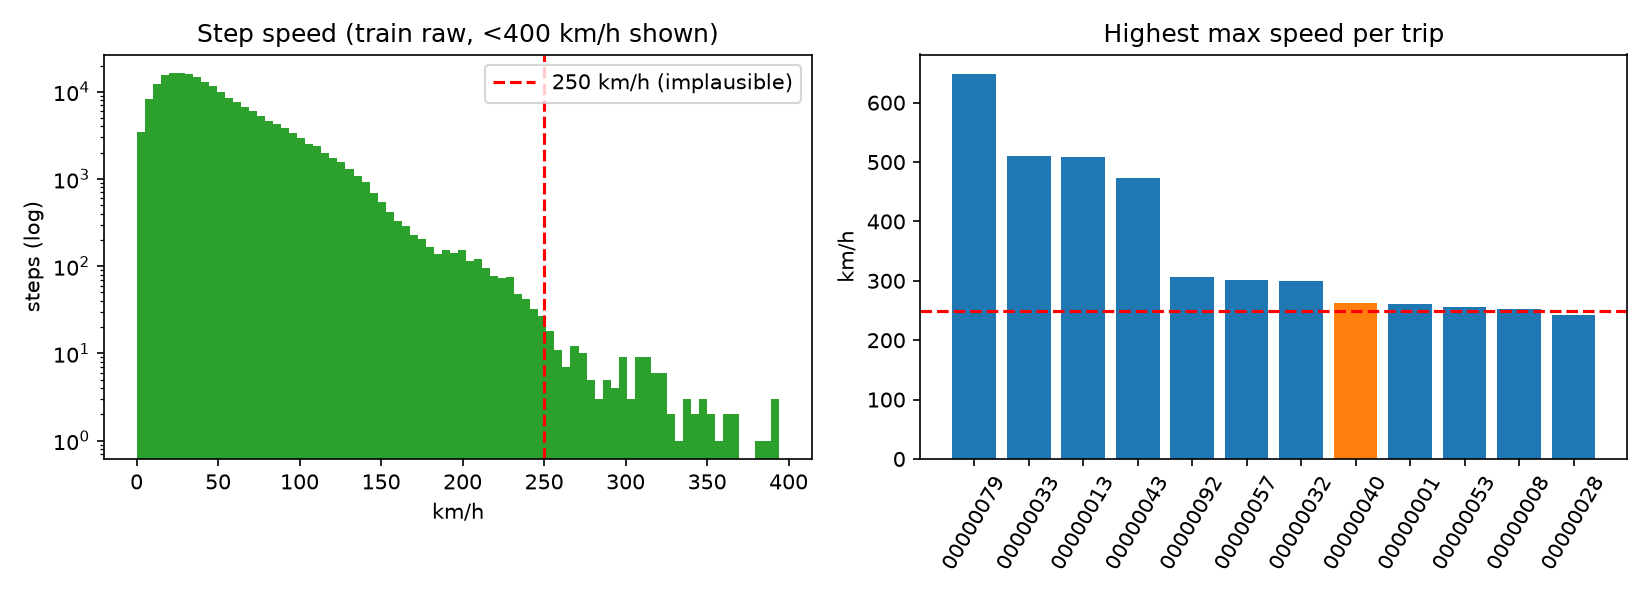 Step speed (train raw, <400 km/h shown)
250 km/h (implausible)
steps (log)
10^4
10^3
10^2
10^1
10^0
0 50 100 150 200 250 300 350 400
km/h
Highest max speed per trip
km/h
600
500
400
300
200
100
0
00000079 00000033 00000013 00000043 00000092 00000057 00000032 00000040 00000001 00000053 00000008 00000028